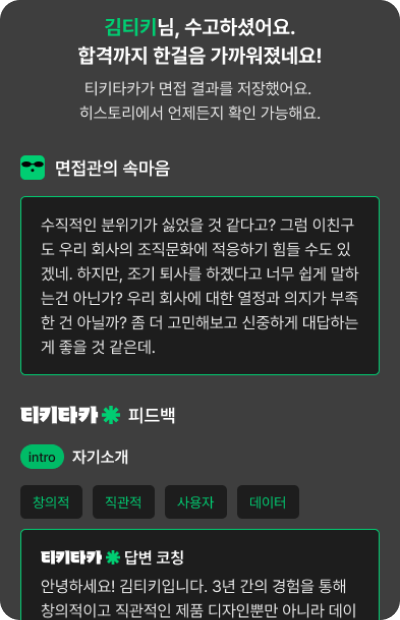 김티키님, 수고하셨어요.
합격까지 한걸음 가까워졌네요!
티키타카가 면접 결과를 저장했어요.
히스토리에서 언제든지 확인 가능해요.
면접관의 속마음
수직적인 분위기가 싫었을 것 같다고? 그럼 이친구
도 우리 회사의 조직문화에 적응하기 힘들 수도 있
겠네. 하지만, 조기 퇴사를 하겠다고 너무 쉽게 말하
는건 아닌가? 우리 회사에 대한 열정과 의지가 부족
한 건 아닐까? 좀 더 고민해보고 신중하게 대답하는
게 좋을 것 같은데.
티키타카 피드백
intro 자기소개
창의적 직관적 사용자 데이터
티키타카 답변 코칭
안녕하세요! 김티키입니다. 3년 간의 경험을 통해
창의적이고 직관적인 제품 디자인뿐만 아니라 데이